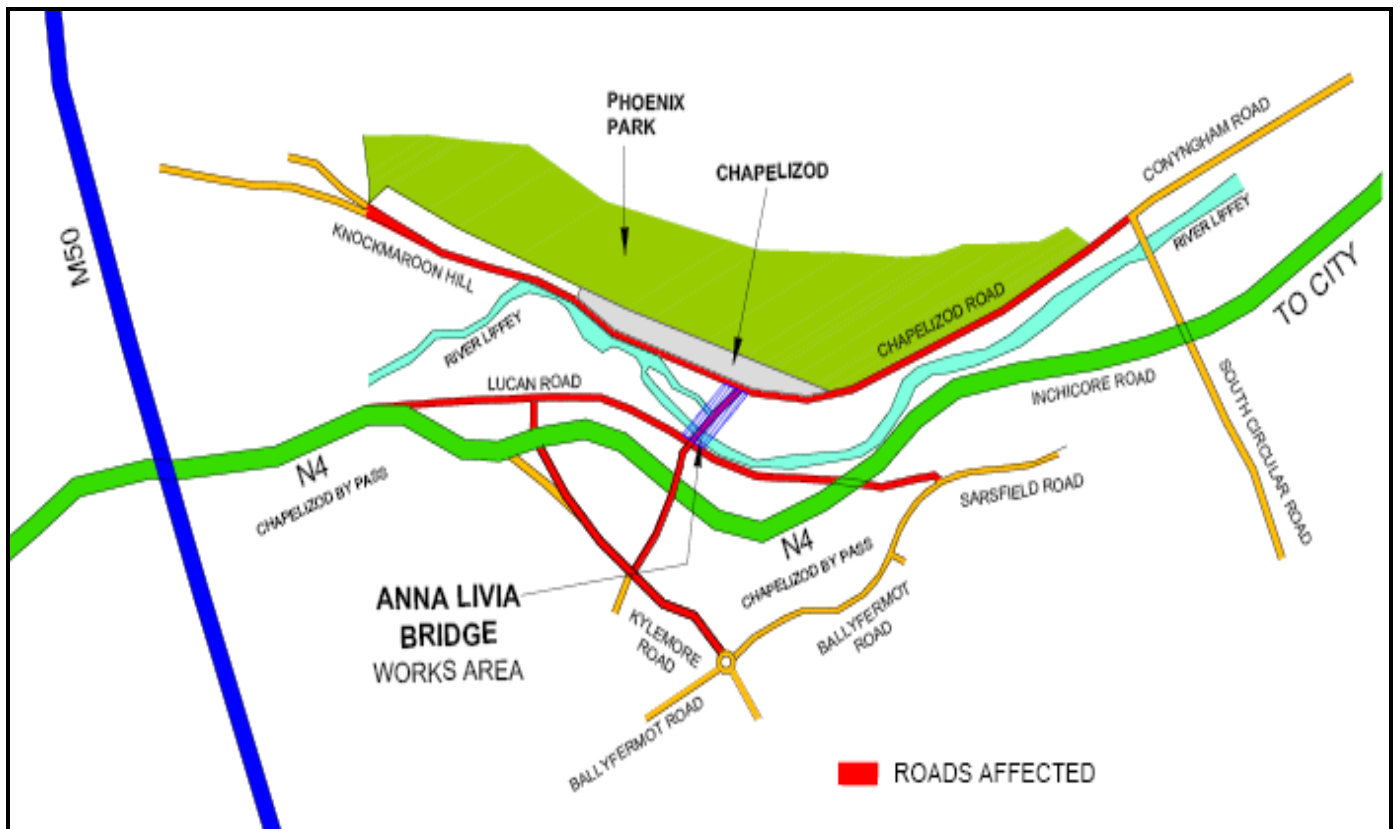 PHOENIX
PARK
CHAPELIZOD
CONYNGHAM ROAD
M50
KNOCKMAROON HILL
RIVER LIFFEY
RIVER LIFFEY
CHAPELIZOD ROAD
TO CITY
LUCAN ROAD
INCHICORE ROAD
SOUTH CIRCULAR ROAD
N4
CHAPELIZOD BY PASS
SARSFIELD ROAD
N4
CHAPELIZOD BY PASS
ANNA LIVIA
BRIDGE
WORKS AREA
KYLEMORE
ROAD
BALLYFERMOT
ROAD
BALLYFERMOT ROAD
ROADS AFFECTED